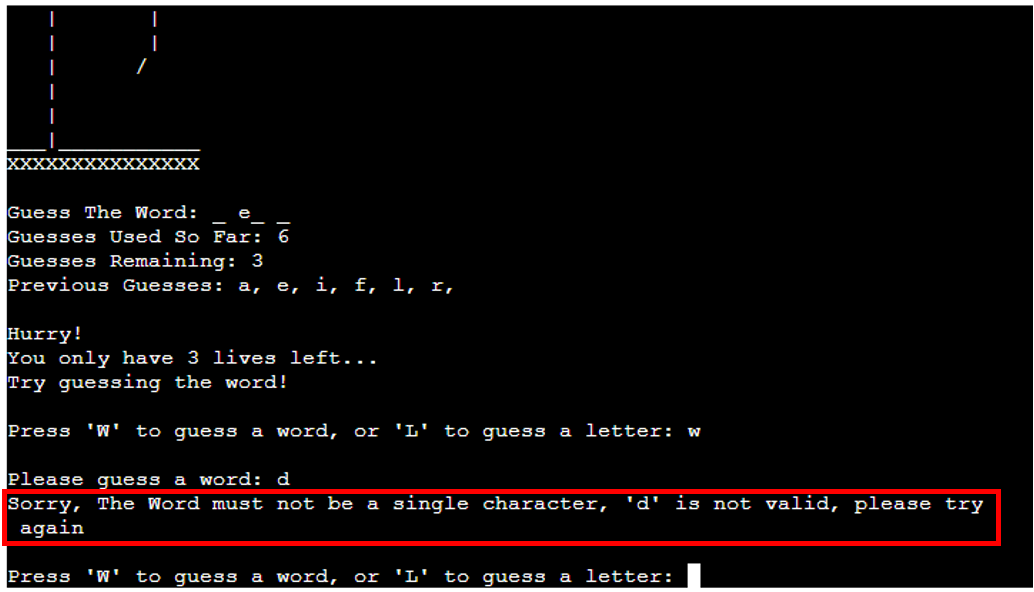 |       |
|       |
|      /
|
|
___|___________
XXXXXXXXXXXXXXX
Guess The Word: _ e_ _
Guesses Used So Far: 6
Guesses Remaining: 3
Previous Guesses: a, e, i, f, l, r,
Hurry!
You only have 3 lives left...
Try guessing the word!
Press 'W' to guess a word, or 'L' to guess a letter: w
Please guess a word: d
Sorry, The Word must not be a single character, 'd' is not valid, please try
again
Press 'W' to guess a word, or 'L' to guess a letter: